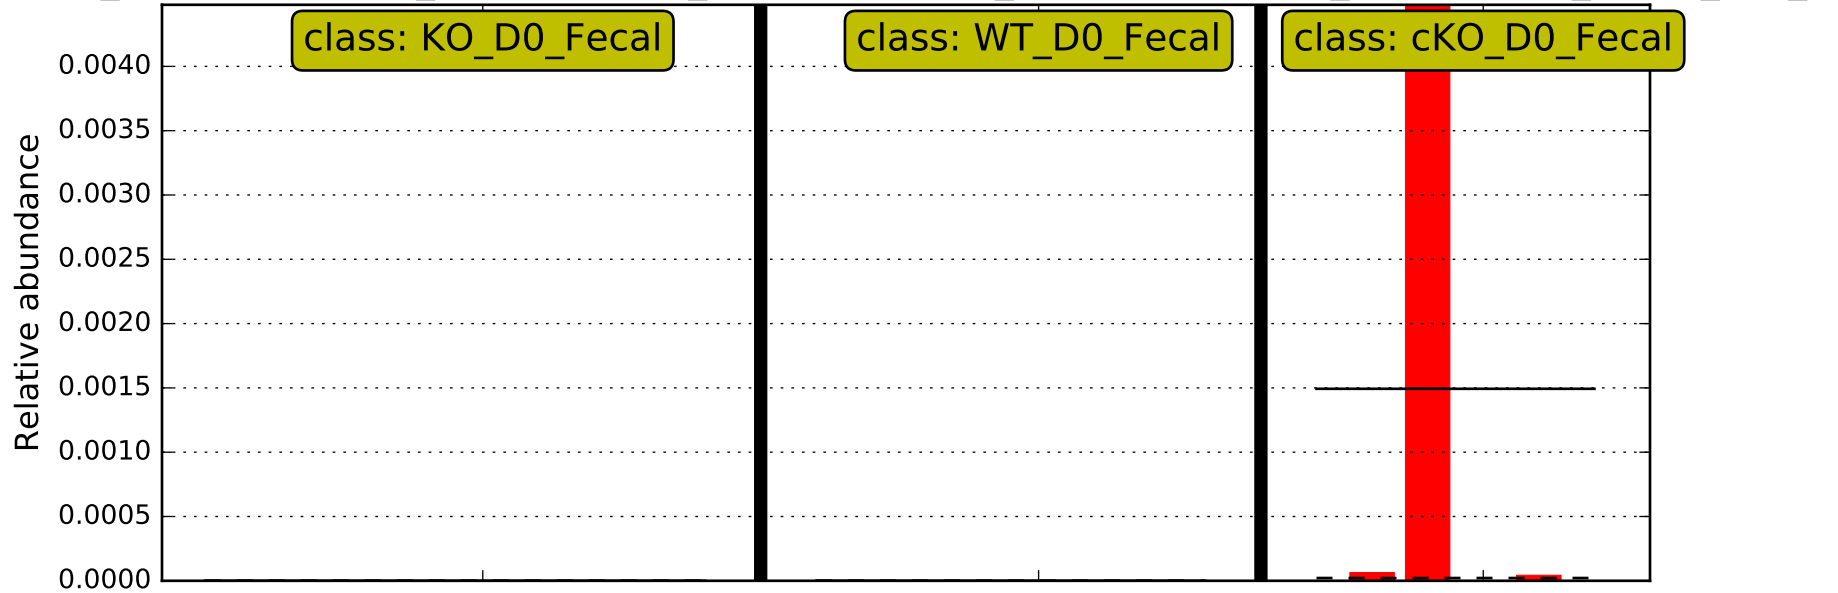 class: KO_D0_Fecal
class: WT_D0_Fecal
class: cKO_D0_Fecal
Relative abundance
0.0040
0.0035
0.0030
0.0025
0.0020
0.0015
0.0010
0.0005
0.0000